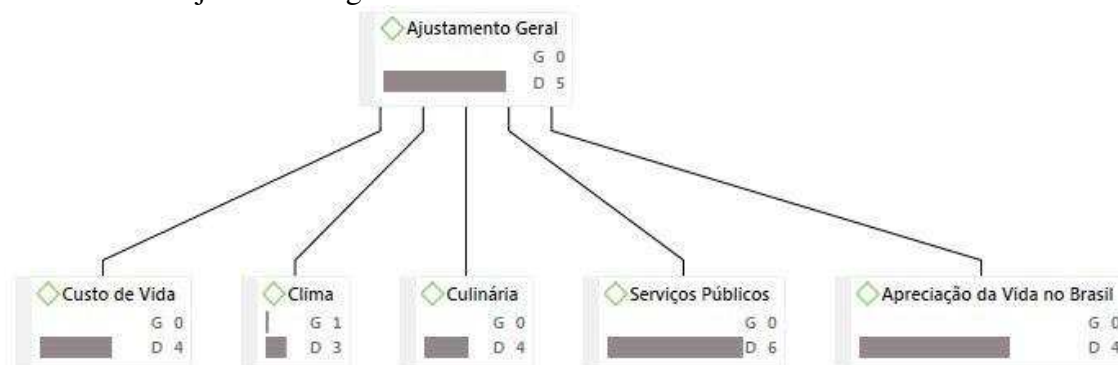 Ajustamento Geral
G 0
D 5
Custo de Vida
G 0
D 4
Clima
G 1
D 3
Culinária
G 0
D 4
Serviços Públicos
G 0
D 6
Apreciação da Vida no Brasil
G 0
D 4